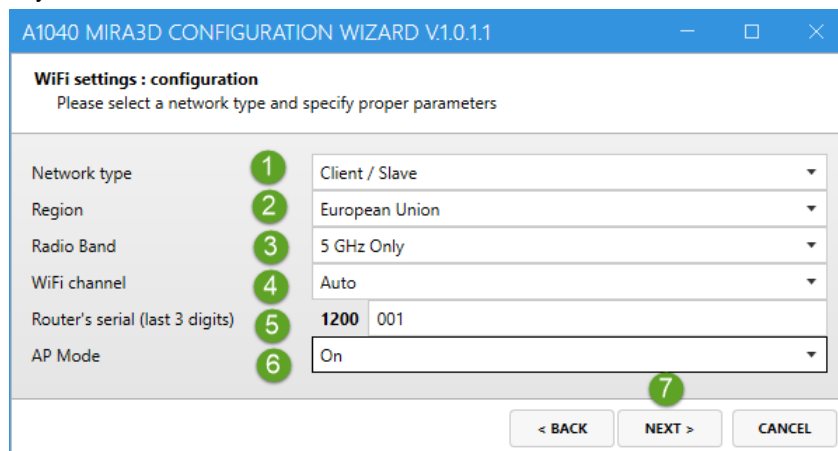 A1040 MIRA3D CONFIGURATION WIZARD V.1.0.1.1
WiFi settings : configuration
Please select a network type and specify proper parameters
Network type 1 Client / Slave
Region 2 European Union
Radio Band 3 5 GHz Only
WiFi channel 4 Auto
Router's serial (last 3 digits) 5 1200 001
AP Mode 6 On
7
< BACK NEXT > CANCEL